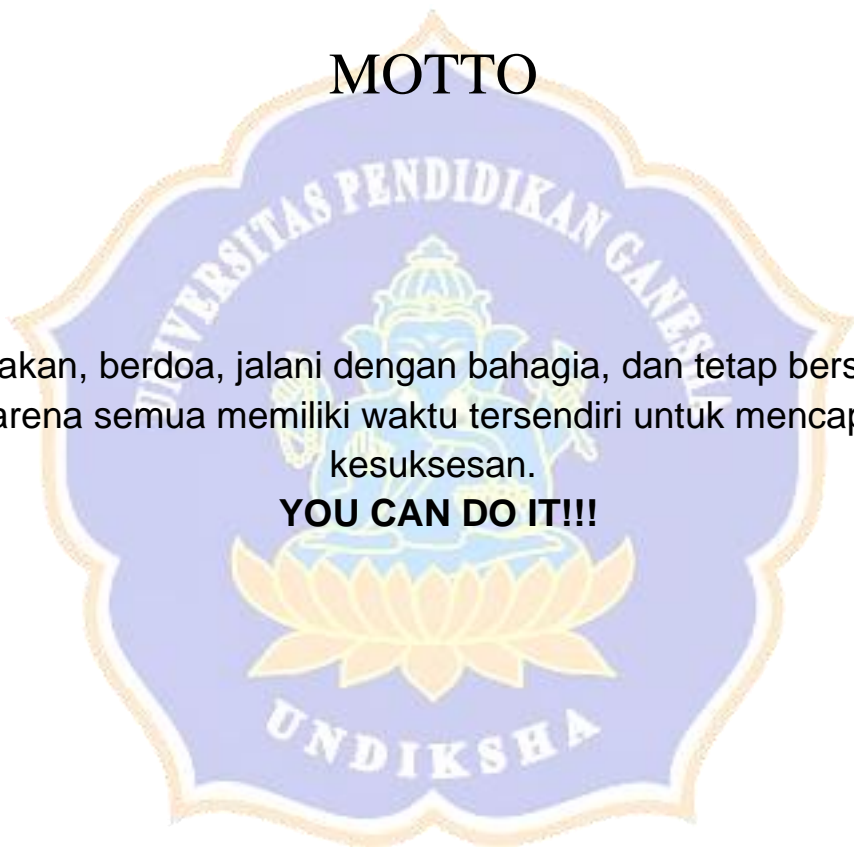 MOTTO
UNIVERSITAS PENDIDIKAN GANESHA
akan, berdoa, jalani dengan bahagia, dan tetap bers
arena semua memiliki waktu tersendiri untuk mencap
kesuksesan.
YOU CAN DO IT!!!
UNDIKSHA